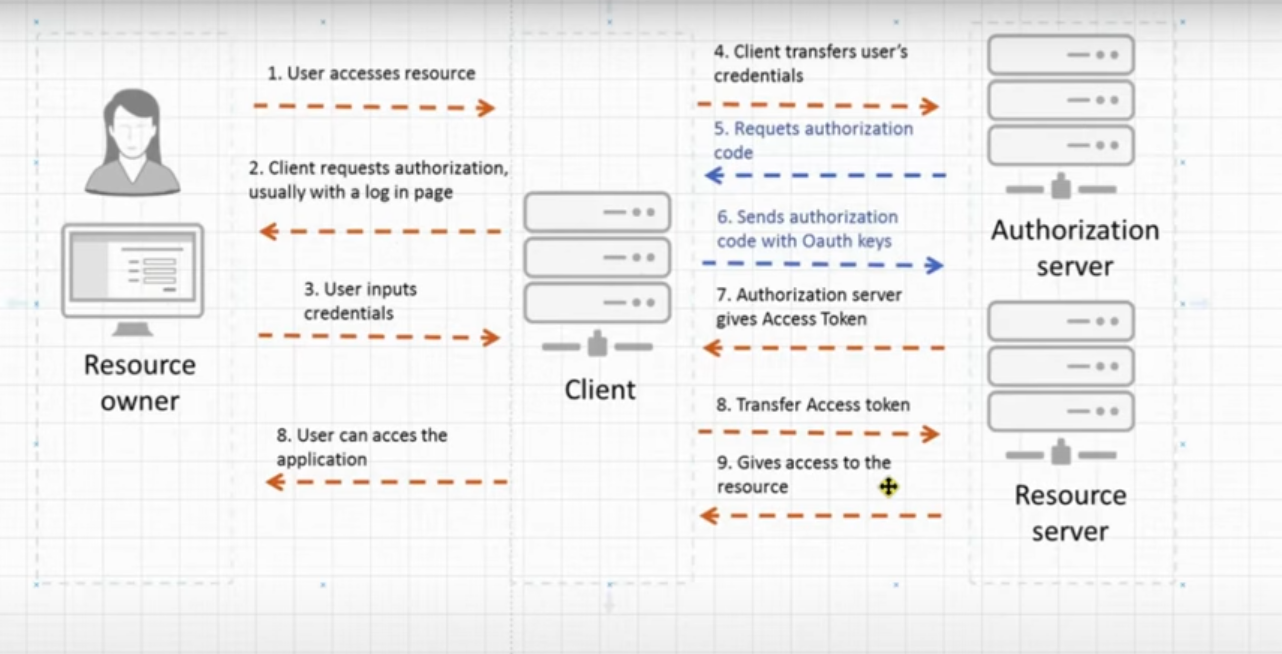 1. User accesses resource
2. Client requests authorization,
usually with a log in page
3. User inputs
credentials
8. User can acces the
application
Resource
owner
Client
4. Client transfers user's
credentials
5. Requets authorization
code
6. Sends authorization
code with Oauth keys
7. Authorization server
gives Access Token
8. Transfer Access token
9. Gives access to the
resource
Authorization
server
Resource
server